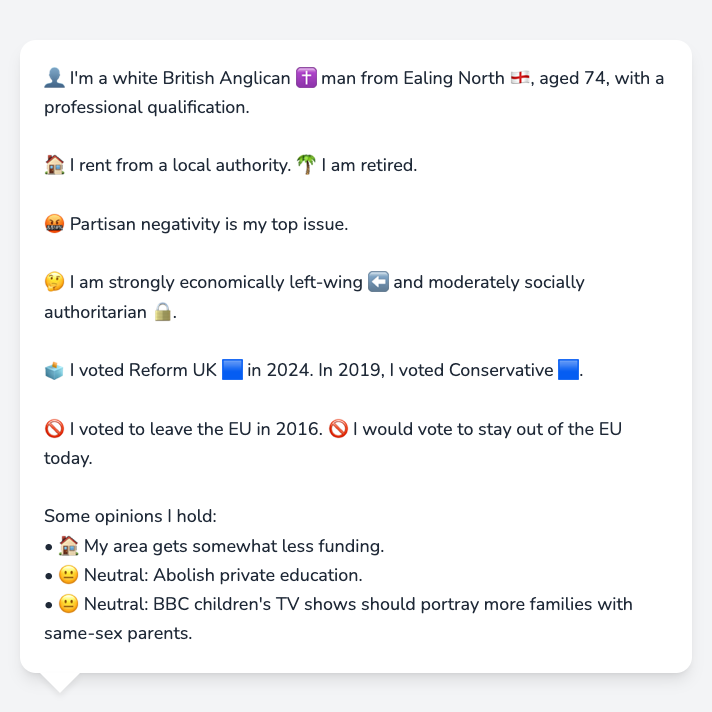 👤 I'm a white British Anglican ✝️ man from Ealing North 🏴󠁧󠁢󠁥󠁮󠁧󠁿, aged 74, with a
professional qualification.
🏠 I rent from a local authority. 🌴 I am retired.
🤬 Partisan negativity is my top issue.
🤔 I am strongly economically left-wing ⬅️ and moderately socially
authoritarian 🔒.
🗳️ I voted Reform UK 🟦 in 2024. In 2019, I voted Conservative 🟦.
🚫 I voted to leave the EU in 2016. 🚫 I would vote to stay out of the EU
today.
Some opinions I hold:
• 🏠 My area gets somewhat less funding.
• 😐 Neutral: Abolish private education.
• 😐 Neutral: BBC children's TV shows should portray more families with
same-sex parents.